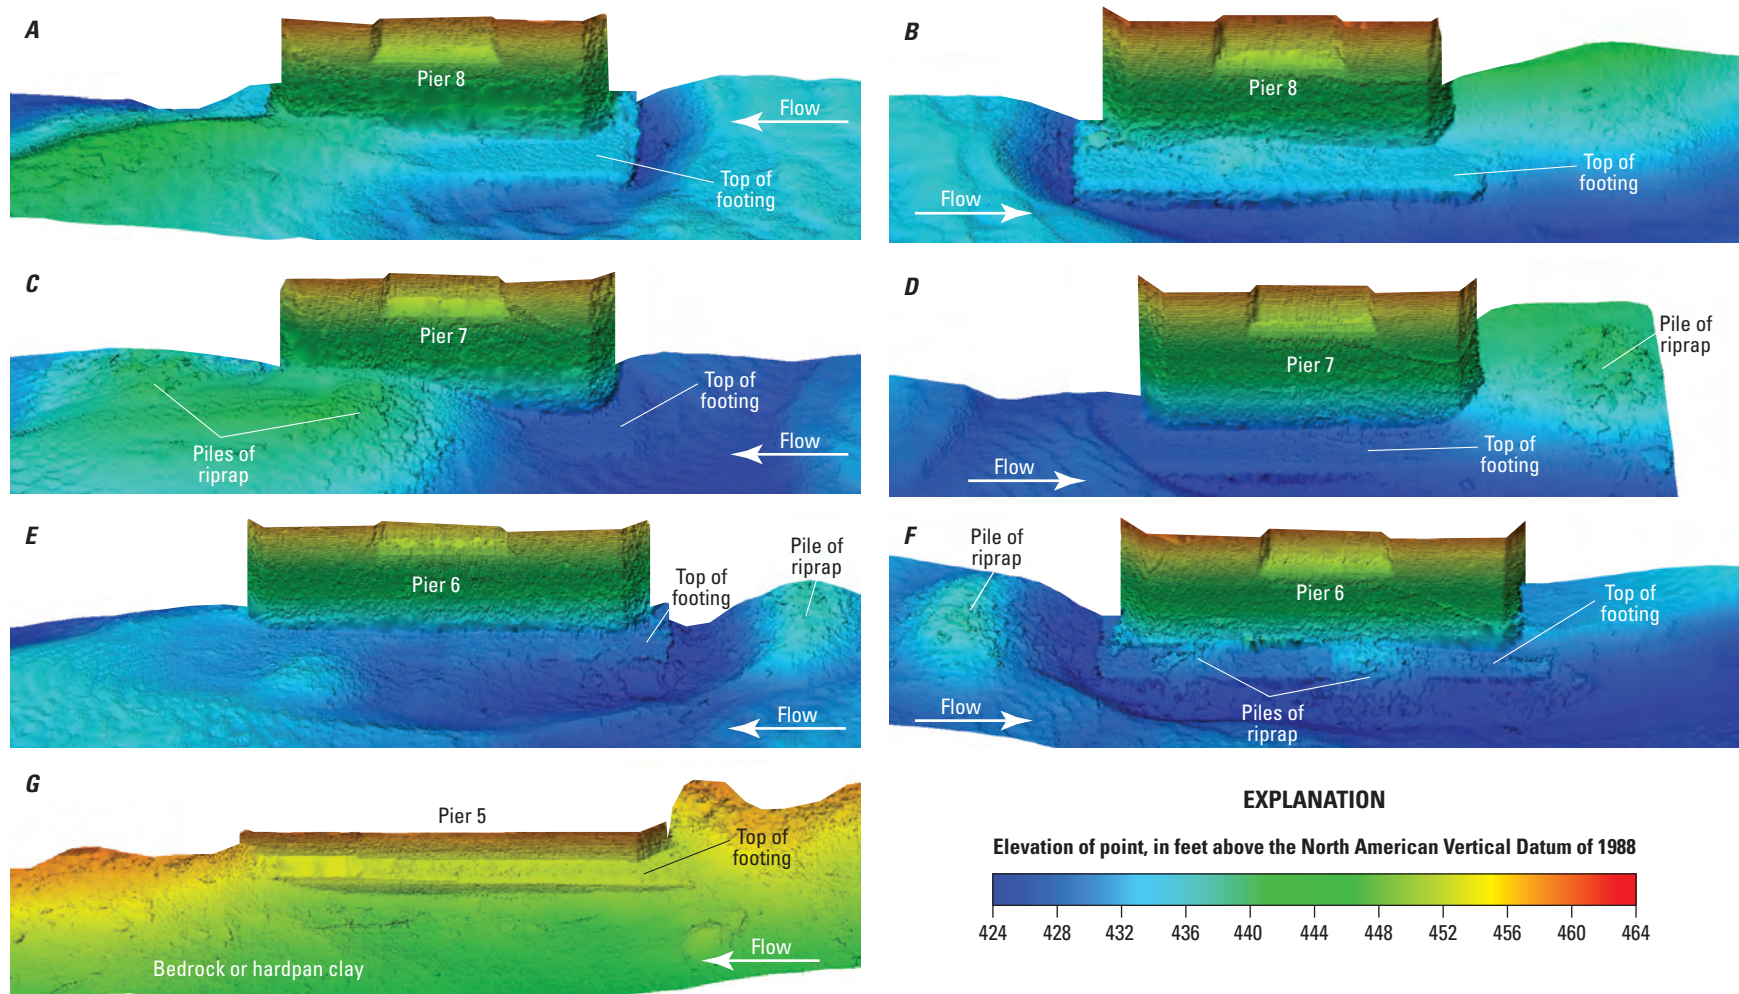 A
Pier 8
Flow
Top of
footing
B
Pier 8
Flow
Top of
footing
C
Pier 7
Top of
footing
Piles of
riprap
Flow
D
Pile of
riprap
Pier 7
Top of
footing
Flow
E
Pile of
riprap
Top of
footing
Pier 6
Flow
F
Pile of
riprap
Pier 6
Top of
footing
Flow
Piles of
riprap
G
Pier 5
Top of
footing
Flow
Bedrock or hardpan clay
EXPLANATION
Elevation of point, in feet above the North American Vertical Datum of 1988
424 428 432 436 440 444 448 452 456 460 464